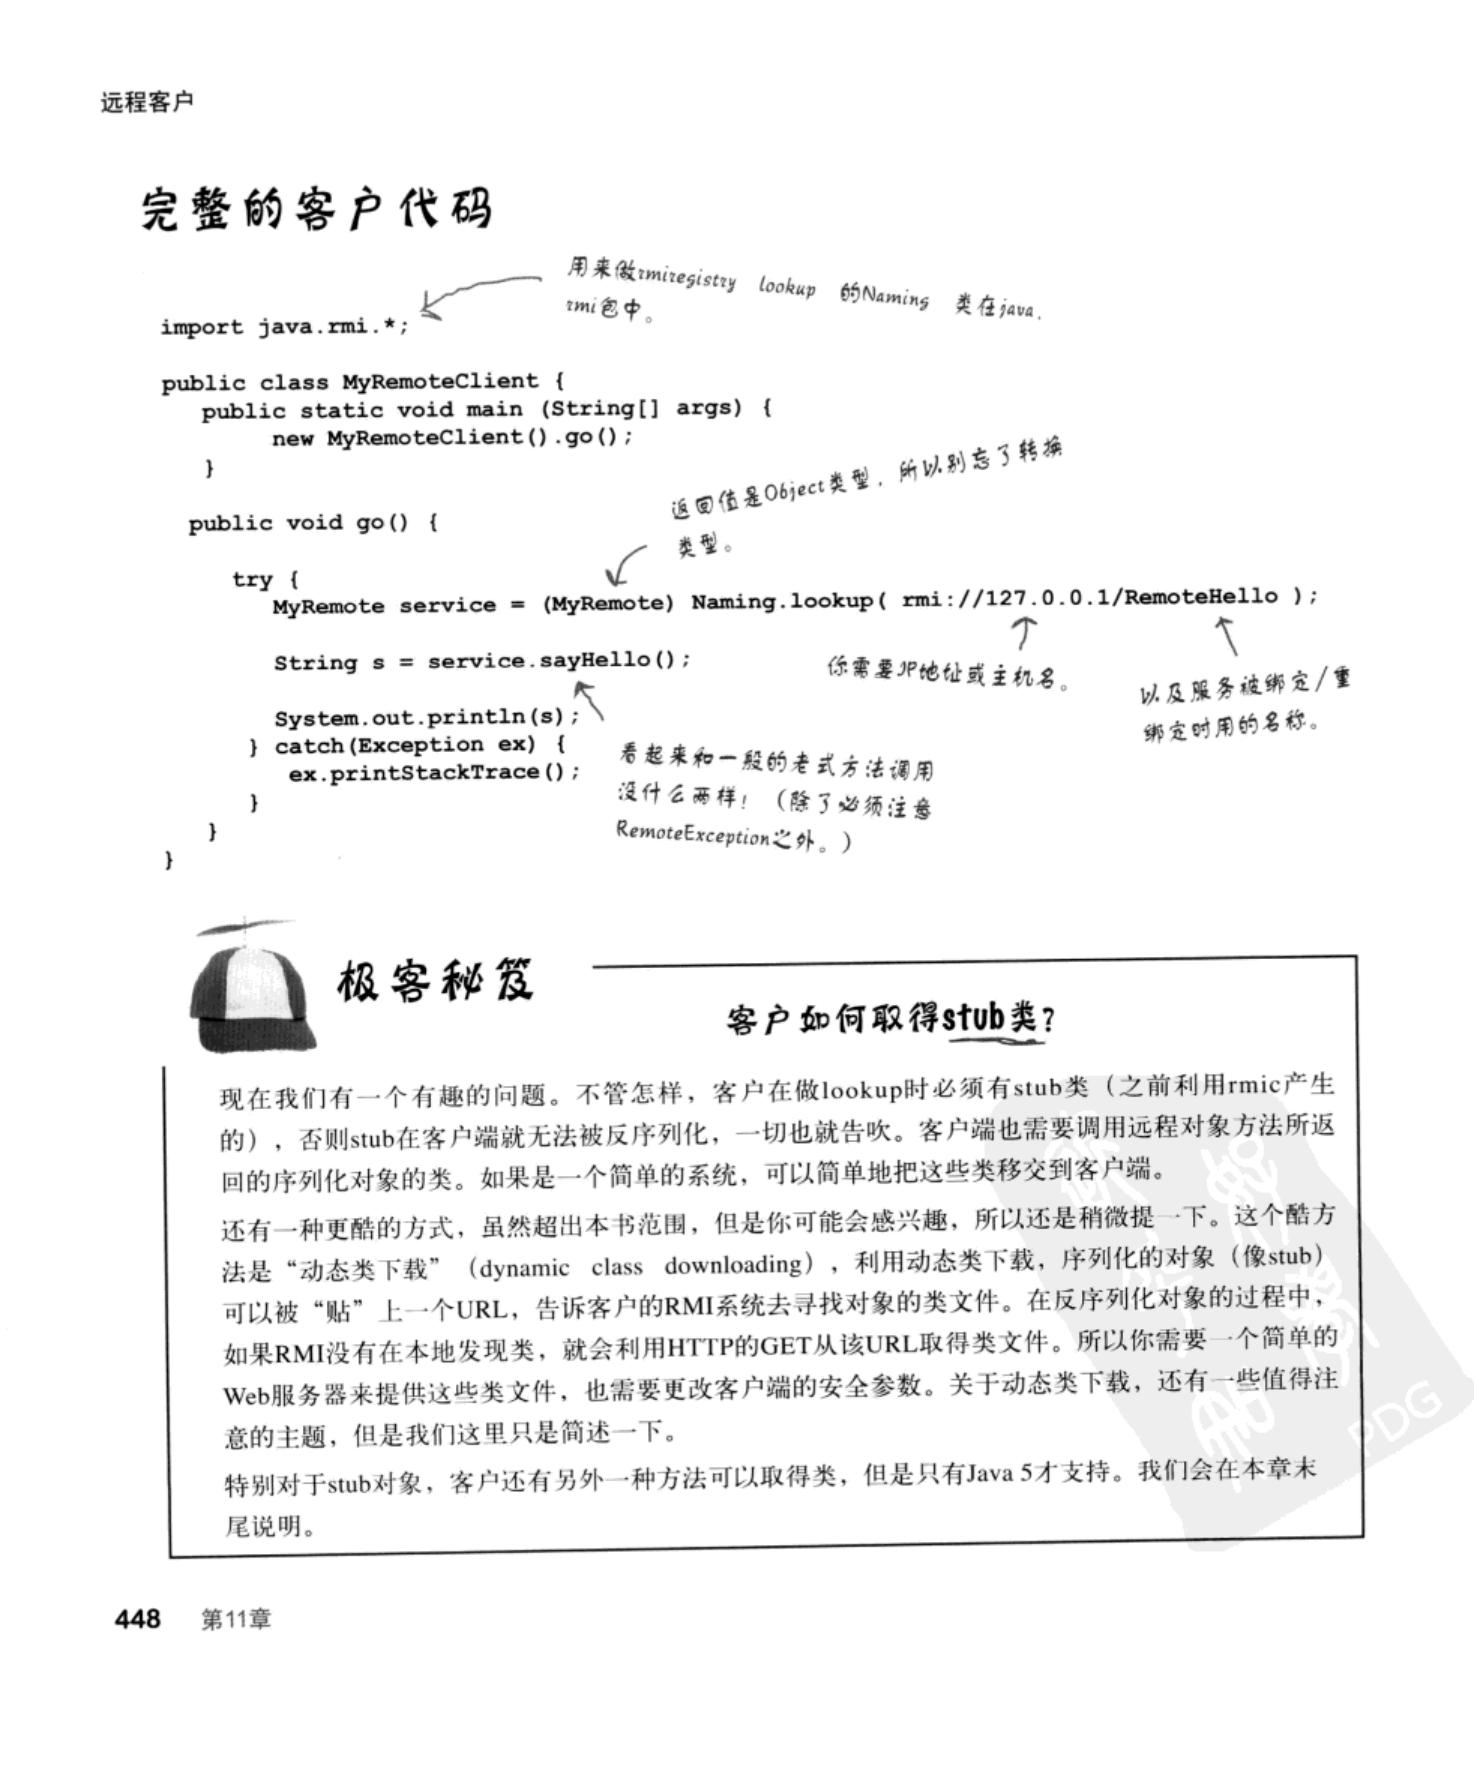 远程客户
完整的客户代码
用来做rmiregistry lookup 的Naming 类在java.
rmi包中。
import java.rmi.*;
public class MyRemoteClient {
public static void main (String[] args) {
new MyRemoteClient().go();
}
返回值是Object类型，所以别忘了转换
类型。
public void go() {
try {
MyRemote service = (MyRemote) Naming.lookup( rmi://127.0.0.1/RemoteHello );
你需要IP地址或主机名。
以及服务被绑定/重
绑定时用的名称。
String s = service.sayHello();
System.out.println(s);
} catch(Exception ex) {
ex.printStackTrace();
}
}
}
看起来和一般的老式方法调用
没什么两样！（除了必须注意
RemoteException之外。）
极客秘笈
客户如何取得stub类?
现在我们有一个有趣的问题。不管怎样，客户在做lookup时必须有stub类（之前利用rmic产生
的），否则stub在客户端就无法被反序列化，一切也就告吹。客户端也需要调用远程对象方法所返
回的序列化对象的类。如果是一个简单的系统，可以简单地把这些类移交到客户端。
还有一种更酷的方式，虽然超出本书范围，但是你可能会感兴趣，所以还是稍微提一下。这个酷方
法是“动态类下载”（dynamic class downloading），利用动态类下载，序列化的对象（像stub）
可以被“贴”上一个URL，告诉客户的RMI系统去寻找对象的类文件。在反序列化对象的过程中，
如果RMI没有在本地发现类，就会利用HTTP的GET从该URL取得类文件。所以你需要一个简单的
Web服务器来提供这些类文件，也需要更改客户端的安全参数。关于动态类下载，还有一些值得注
意的主题，但是我们这里只是简述一下。
特别对于stub对象，客户还有另外一种方法可以取得类，但是只有Java 5才支持。我们会在本章末
尾说明。
PDG
448 第11章